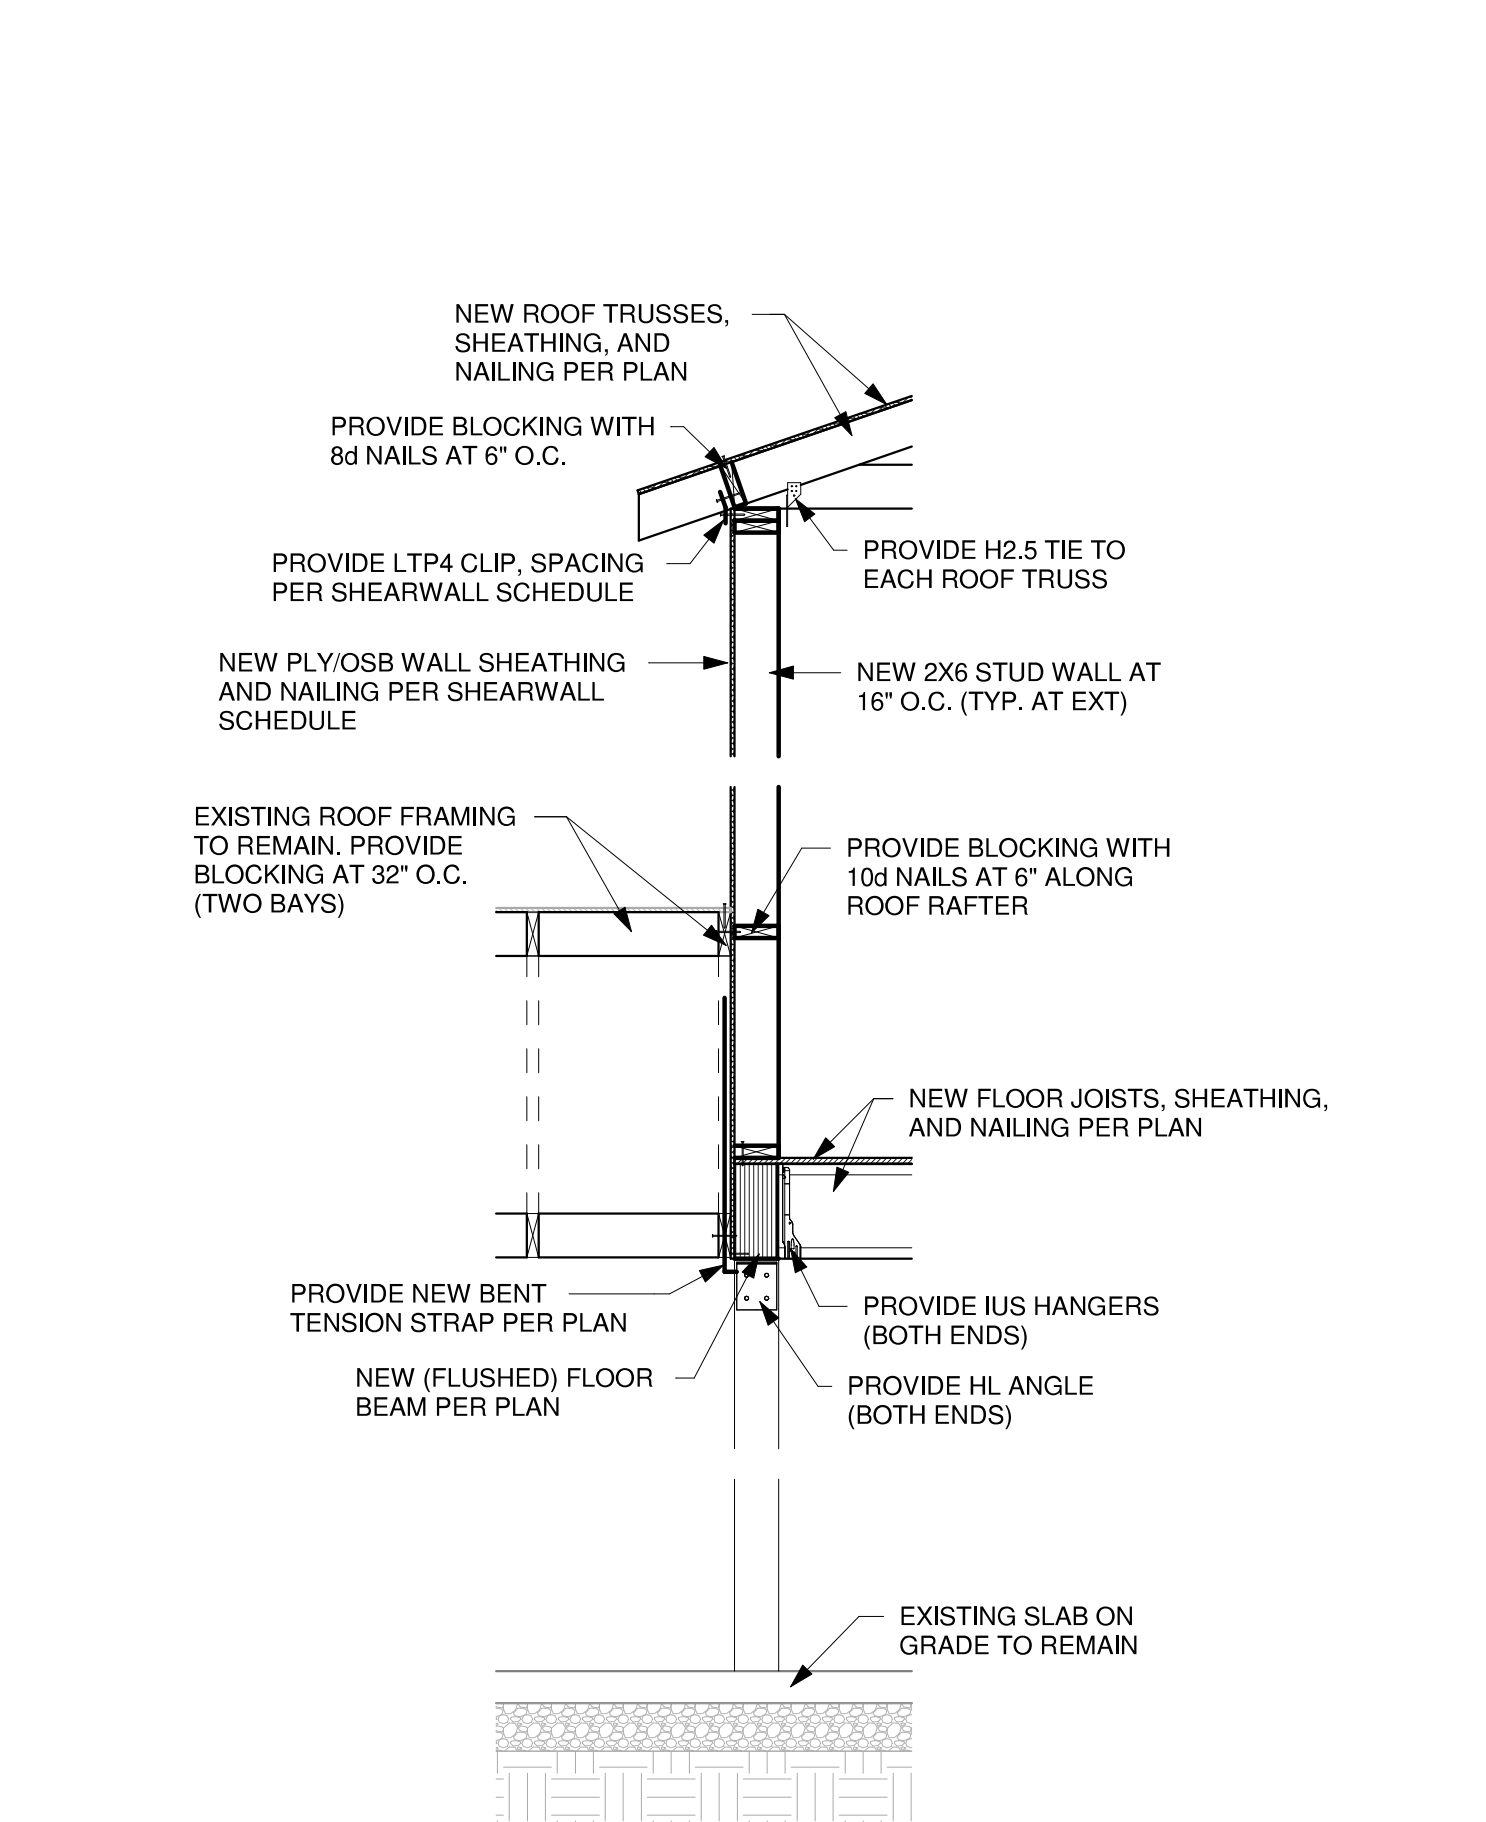 NEW ROOF TRUSSES,
SHEATHING, AND
NAILING PER PLAN
PROVIDE BLOCKING WITH
8d NAILS AT 6" O.C.
PROVIDE LTP4 CLIP, SPACING
PER SHEARWALL SCHEDULE
PROVIDE H2.5 TIE TO
EACH ROOF TRUSS
NEW PLY/OSB WALL SHEATHING
AND NAILING PER SHEARWALL
SCHEDULE
NEW 2X6 STUD WALL AT
16" O.C. (TYP. AT EXT)
EXISTING ROOF FRAMING
TO REMAIN. PROVIDE
BLOCKING AT 32" O.C.
(TWO BAYS)
PROVIDE BLOCKING WITH
10d NAILS AT 6" ALONG
ROOF RAFTER
NEW FLOOR JOISTS, SHEATHING,
AND NAILING PER PLAN
PROVIDE NEW BENT
TENSION STRAP PER PLAN
PROVIDE IUS HANGERS
(BOTH ENDS)
NEW (FLUSHED) FLOOR
BEAM PER PLAN
PROVIDE HL ANGLE
(BOTH ENDS)
EXISTING SLAB ON
GRADE TO REMAIN